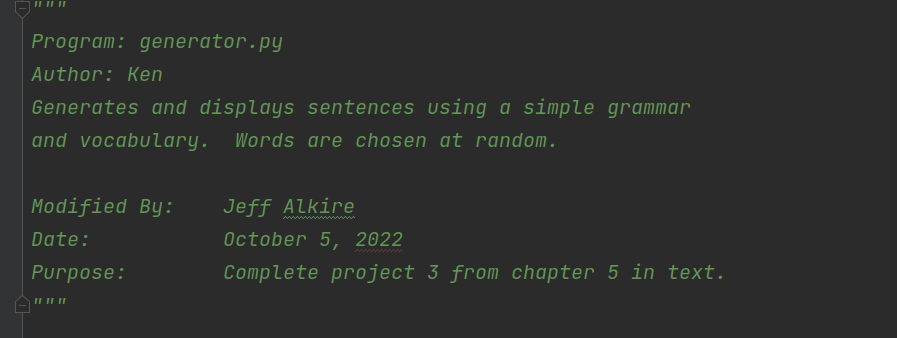 """
Program: generator.py
Author: Ken
Generates and displays sentences using a simple grammar
and vocabulary.  Words are chosen at random.
Modified By:    Jeff Alkire
Date:           October 5, 2022
Purpose:        Complete project 3 from chapter 5 in text.
"""